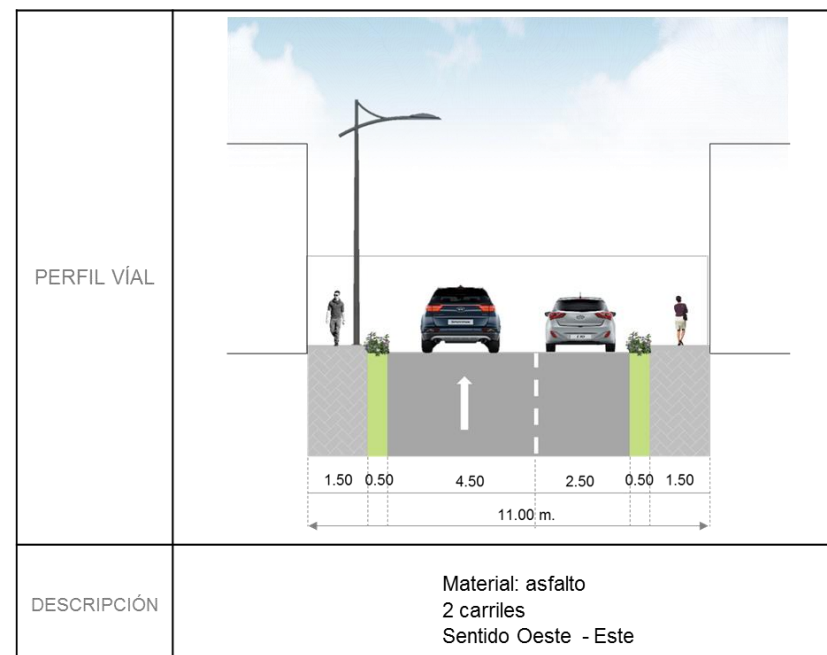 PERFIL VÍAL
1.50 0.50 4.50 2.50 0.50 1.50
11.00 m.
DESCRIPCIÓN
Material: asfalto
2 carriles
Sentido Oeste - Este